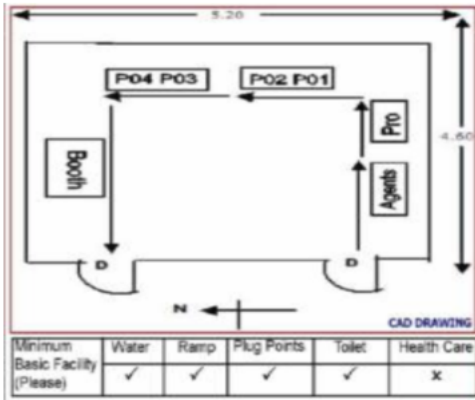 5.20
P04 P03
P02 P01
Pro
4.60
Booth
Agents
D
D
N
CAD DRAWING
Minimum Basic Facility (Please)
Water
Ramp
Plug Points
Toilet
Health Care
✓
✓
✓
✓
x